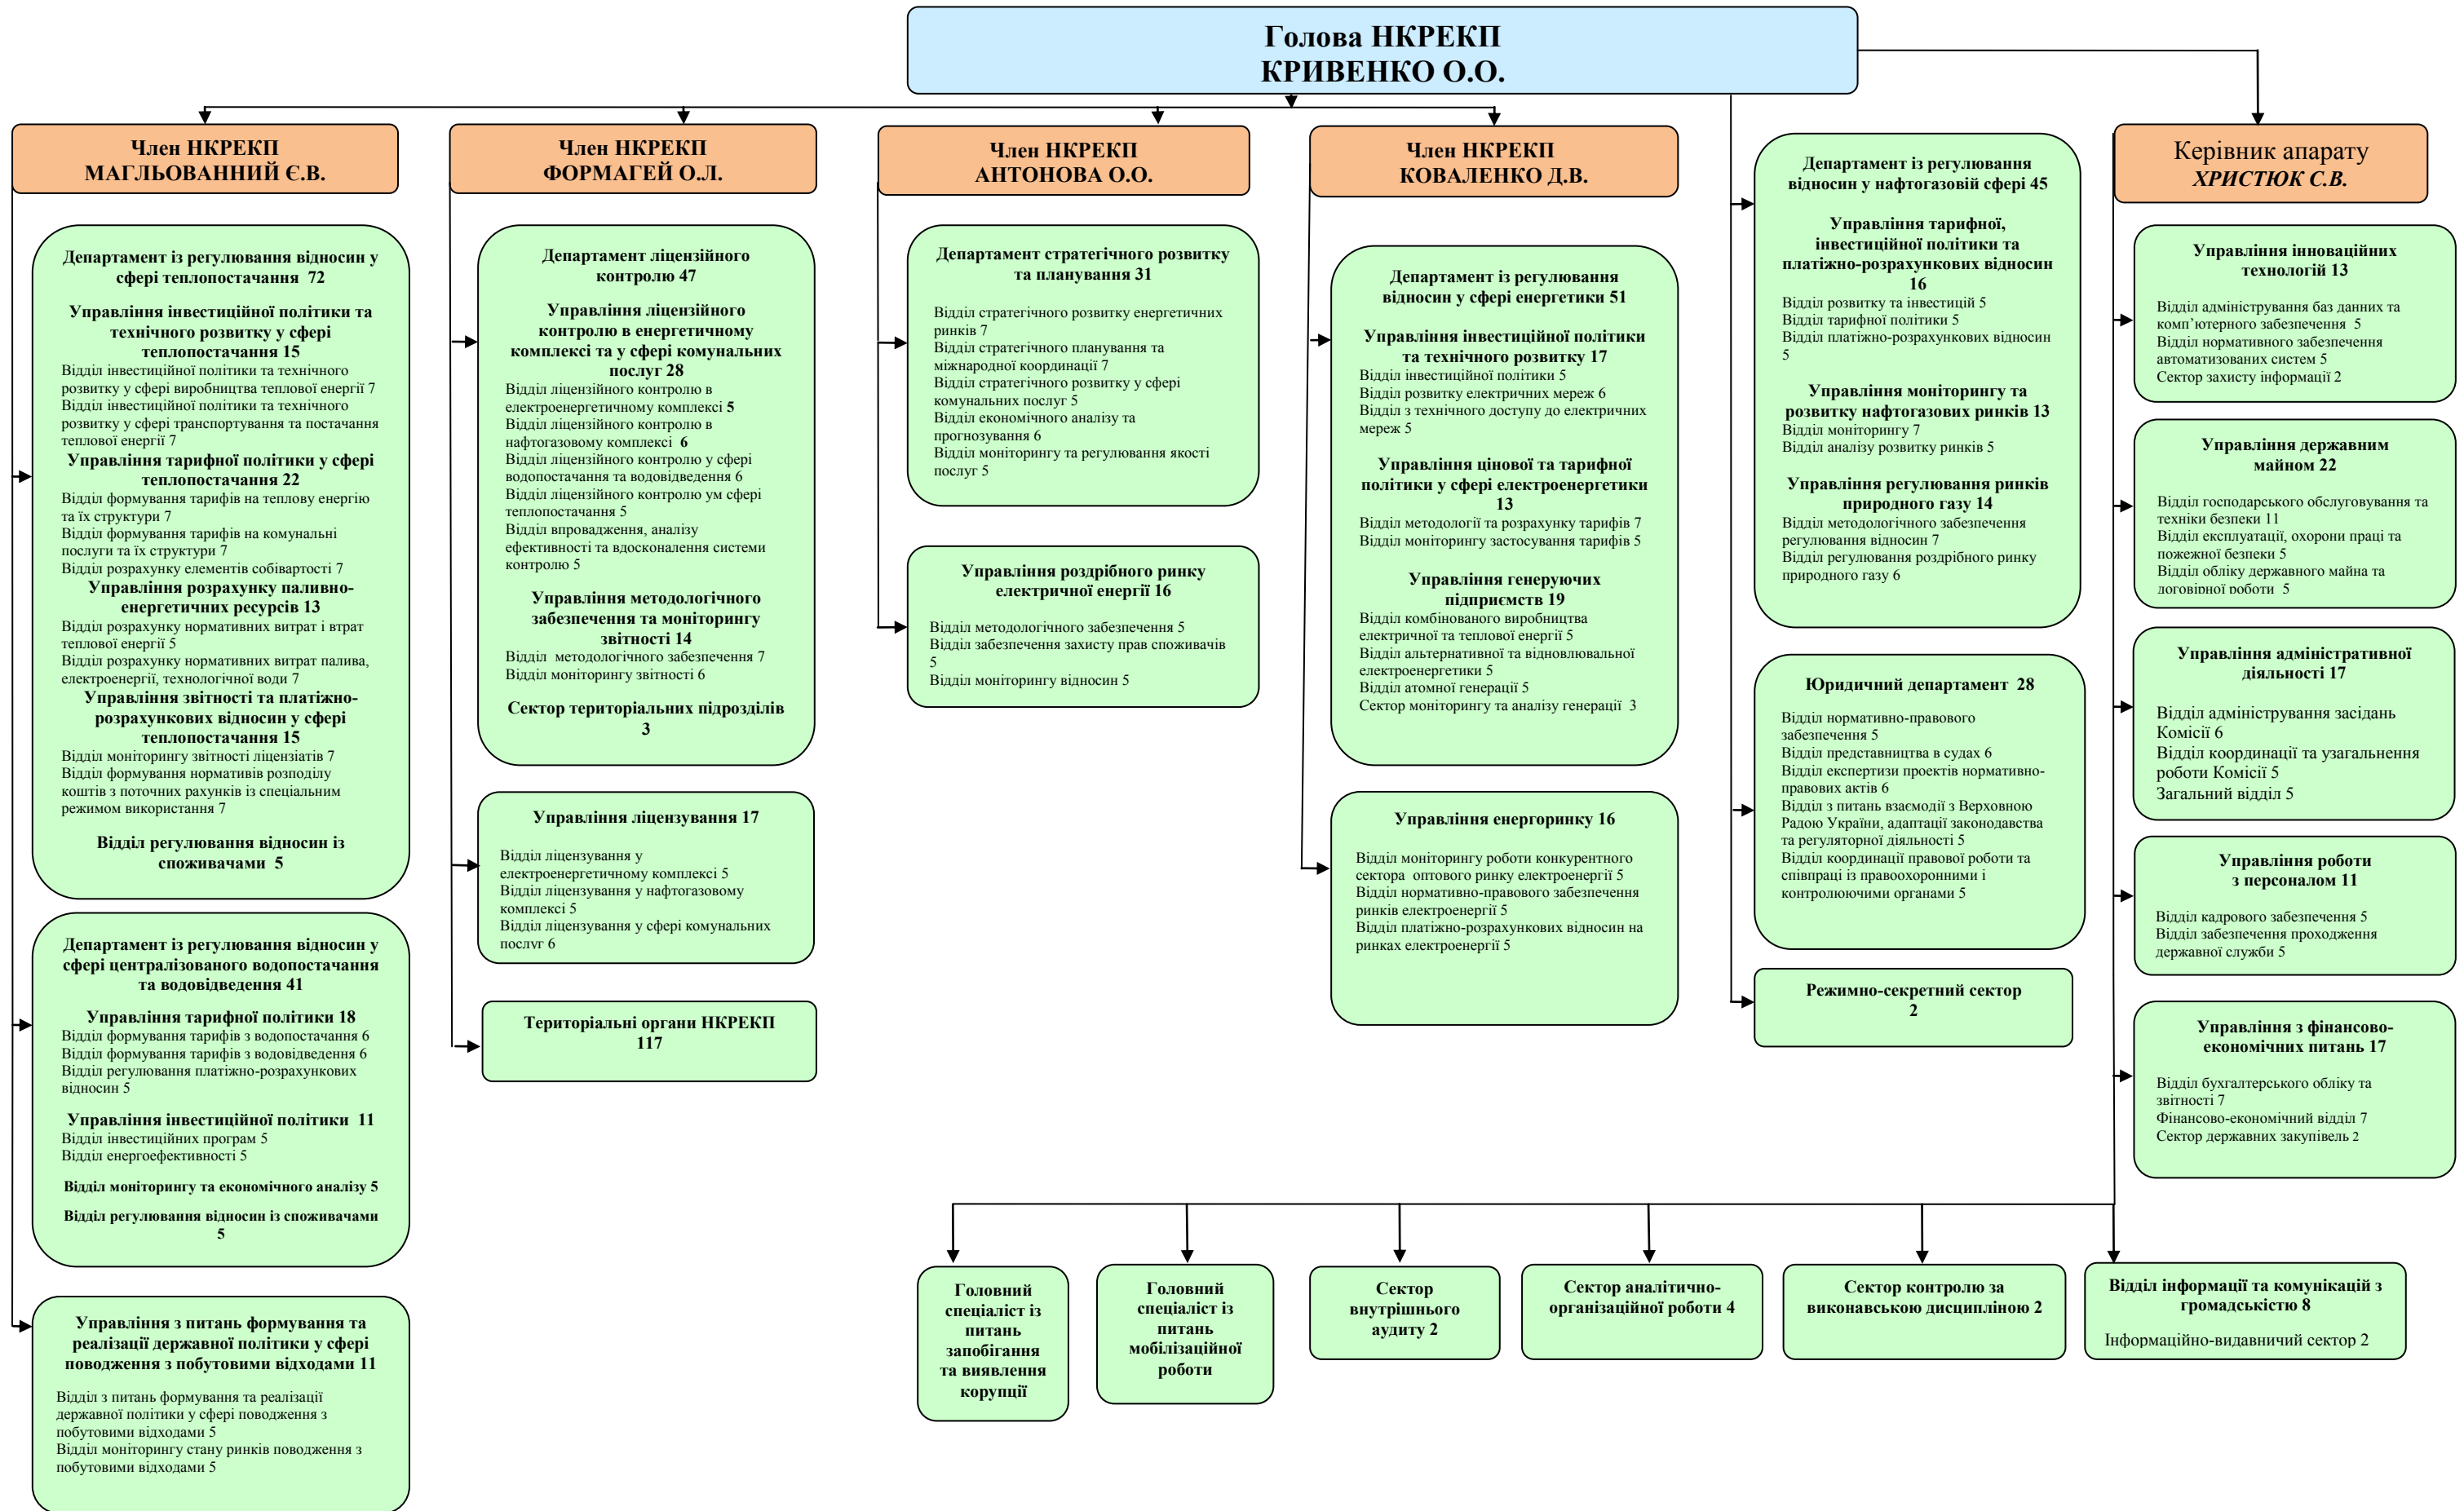 Голова НКРЕКП
КРИВЕНКО О.О.
Член НКРЕКП
МАГЛЬОВАННИЙ Є.В.
Департамент із регулювання відносин у
сфері теплопостачання 72
Управління інвестиційної політики та
технічного розвитку у сфері
теплопостачання 15
Відділ інвестиційної політики та технічного
розвитку у сфері виробництва теплової енергії 7
Відділ інвестиційної політики та технічного
розвитку у сфері транспортування та постачання
теплової енергії 7
Управління тарифної політики у сфері
теплопостачання 22
Відділ формування тарифів на теплову енергію
та їх структури 7
Відділ формування тарифів на комунальні
послуги та їх структури 7
Відділ розрахунку елементів собівартості 7
Управління розрахунку паливно-
енергетичних ресурсів 13
Відділ розрахунку нормативних витрат і втрат
теплової енергії 5
Відділ розрахунку нормативних витрат палива,
електроенергії, технологічної води 7
Управління звітності та платіжно-
розрахункових відносин у сфері
теплопостачання 15
Відділ моніторингу звітності ліцензіатів 7
Відділ формування нормативів розподілу
коштів з поточних рахунків із спеціальним
режимом використання 7
Відділ регулювання відносин із
споживачами 5
Департамент із регулювання відносин у
сфері централізованого водопостачання
та водовідведення 41
Управління тарифної політики 18
Відділ формування тарифів з водопостачання 6
Відділ формування тарифів з водовідведення 6
Відділ регулювання платіжно-розрахункових
відносин 5
Управління інвестиційної політики 11
Відділ інвестиційних програм 5
Відділ енергоефективності 5
Відділ моніторингу та економічного аналізу 5
Відділ регулювання відносин із споживачами
5
Управління з питань формування та
реалізації державної політики у сфері
поводження з побутовими відходами 11
Відділ з питань формування та реалізації
державної політики у сфері поводження з
побутовими відходами 5
Відділ моніторингу стану ринків поводження з
побутовими відходами 5
Член НКРЕКП
ФОРМАГЕЙ О.Л.
Департамент ліцензійного
контролю 47
Управління ліцензійного
контролю в енергетичному
комплексі та у сфері комунальних
послуг 28
Відділ ліцензійного контролю в
електроенергетичному комплексі 5
Відділ ліцензійного контролю в
нафтогазовому комплексі 6
Відділ ліцензійного контролю у сфері
водопостачання та водовідведення 6
Відділ ліцензійного контролю ум сфері
теплопостачання 5
Відділ впровадження, аналізу
ефективності та вдосконалення системи
контролю 5
Управління методологічного
забезпечення та моніторингу
звітності 14
Відділ методологічного забезпечення 7
Відділ моніторингу звітності 6
Сектор територіальних підрозділів
3
Управління ліцензування 17
Відділ ліцензування у
електроенергетичному комплексі 5
Відділ ліцензування у нафтогазовому
комплексі 5
Відділ ліцензування у сфері комунальних
послуг 6
Територіальні органи НКРЕКП
117
Член НКРЕКП
АНТОНОВА О.О.
Департамент стратегічного розвитку
та планування 31
Відділ стратегічного розвитку енергетичних
ринків 7
Відділ стратегічного планування та
міжнародної координації 7
Відділ стратегічного розвитку у сфері
комунальних послуг 5
Відділ економічного аналізу та
прогнозування 6
Відділ моніторингу та регулювання якості
послуг 5
Управління роздрібного ринку
електричної енергії 16
Відділ методологічного забезпечення 5
Відділ забезпечення захисту прав споживачів
5
Відділ моніторингу відносин 5
Член НКРЕКП
КОВАЛЕНКО Д.В.
Департамент із регулювання
відносин у сфері енергетики 51
Управління інвестиційної політики
та технічного розвитку 17
Відділ інвестиційної політики 5
Відділ розвитку електричних мереж 6
Відділ з технічного доступу до електричних
мереж 5
Управління цінової та тарифної
політики у сфері електроенергетики
13
Відділ методології та розрахунку тарифів 7
Відділ моніторингу застосування тарифів 5
Управління генеруючих
підприємств 19
Відділ комбінованого виробництва
електричної та теплової енергії 5
Відділ альтернативної та відновлювальної
електроенергетики 5
Відділ атомної генерації 5
Сектор моніторингу та аналізу генерації 3
Управління енергоринку 16
Відділ моніторингу роботи конкурентного
сектора оптового ринку електроенергії 5
Відділ нормативно-правового забезпечення
ринків електроенергії 5
Відділ платіжно-розрахункових відносин на
ринках електроенергії 5
Департамент із регулювання
відносин у нафтогазовій сфері 45
Управління тарифної,
інвестиційної політики та
платіжно-розрахункових відносин
16
Відділ розвитку та інвестицій 5
Відділ тарифної політики 5
Відділ платіжно-розрахункових відносин
5
Управління моніторингу та
розвитку нафтогазових ринків 13
Відділ моніторингу 7
Відділ аналізу розвитку ринків 5
Управління регулювання ринків
природного газу 14
Відділ методологічного забезпечення
регулювання відносин 7
Відділ регулювання роздрібного ринку
природного газу 6
Юридичний департамент 28
Відділ нормативно-правового
забезпечення 5
Відділ представництва в судах 6
Відділ експертизи проектів нормативно-
правових актів 6
Відділ з питань взаємодії з Верховною
Радою України, адаптації законодавства
та регуляторної діяльності 5
Відділ координації правової роботи та
співпраці із правоохоронними і
контролюючими органами 5
Режимно-секретний сектор
2
Керівник апарату
ХРИСТЮК С.В.
Управління інноваційних
технологій 13
Відділ адміністрування баз данних та
комп’ютерного забезпечення 5
Відділ нормативного забезпечення
автоматизованих систем 5
Сектор захисту інформації 2
Управління державним
майном 22
Відділ господарського обслуговування та
техніки безпеки 11
Відділ експлуатації, охорони праці та
пожежної безпеки 5
Відділ обліку державного майна та
договірної роботи 5
Управління адміністративної
діяльності 17
Відділ адміністрування засідань
Комісії 6
Відділ координації та узагальнення
роботи Комісії 5
Загальний відділ 5
Управління роботи
з персоналом 11
Відділ кадрового забезпечення 5
Відділ забезпечення проходження
державної служби 5
Управління з фінансово-
економічних питань 17
Відділ бухгалтерського обліку та
звітності 7
Фінансово-економічний відділ 7
Сектор державних закупівель 2
Головний
спеціаліст із
питань
запобігання
та виявлення
корупції
Головний
спеціаліст із
питань
мобілізаційної
роботи
Сектор
внутрішнього
аудиту 2
Сектор аналітично-
організаційної роботи 4
Сектор контролю за
виконавською дисципліною 2
Відділ інформації та комунікацій з
громадськістю 8
Інформаційно-видавничий сектор 2